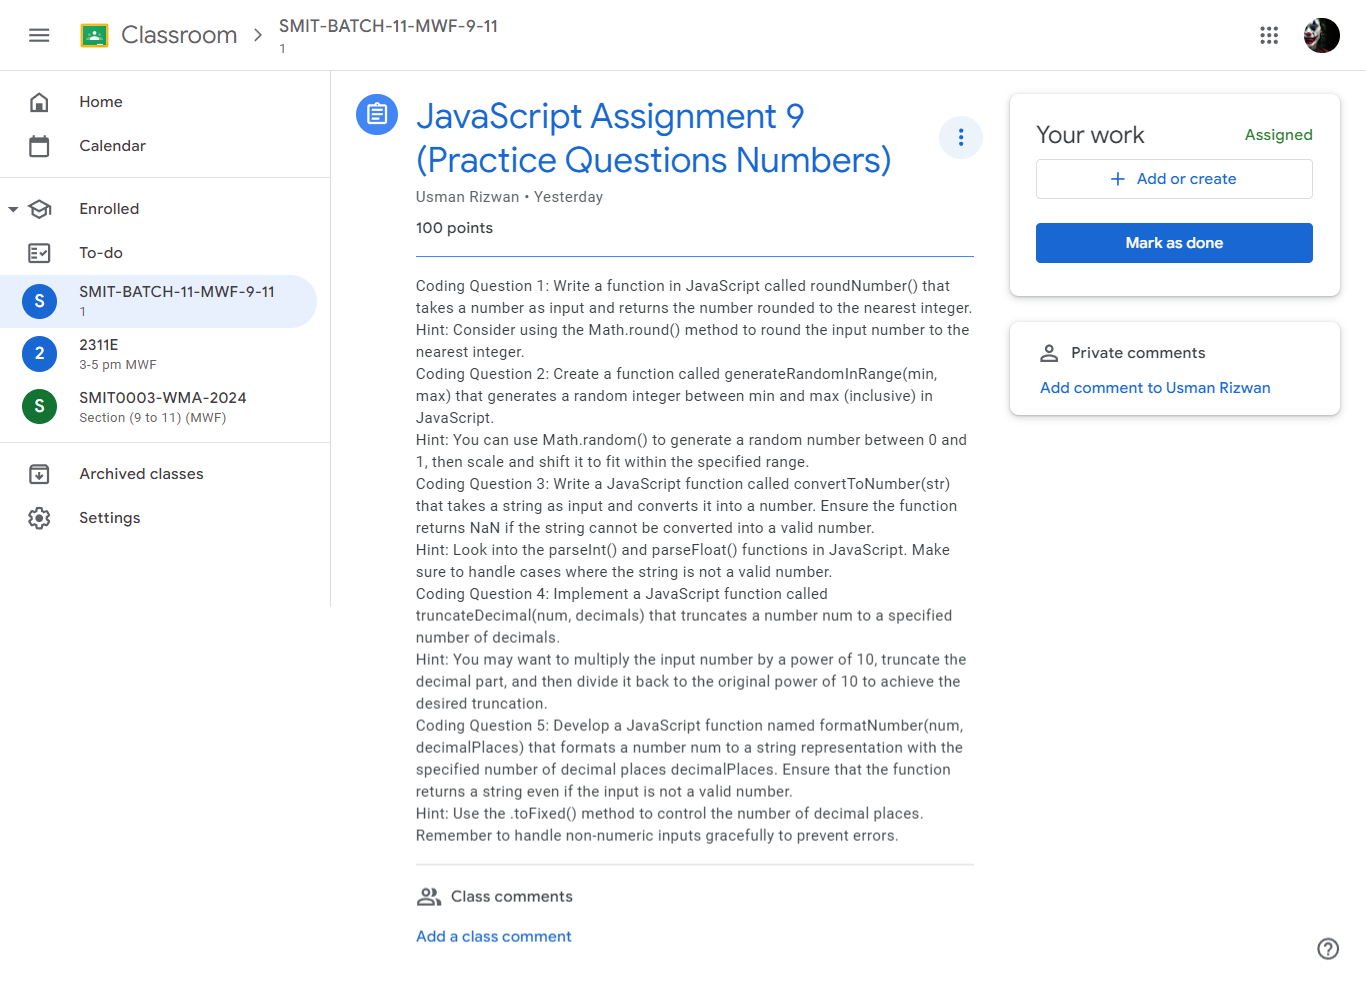 Classroom
SMIT-BATCH-11-MWF-9-11
1
Home
Calendar
Enrolled
To-do
S
SMIT-BATCH-11-MWF-9-11
1
2
2311E
3-5 pm MWF
S
SMIT0003-WMA-2024
Section (9 to 11) (MWF)
Archived classes
Settings
JavaScript Assignment 9
(Practice Questions Numbers)
Usman Rizwan • Yesterday
100 points
Coding Question 1: Write a function in JavaScript called roundNumber() that
takes a number as input and returns the number rounded to the nearest integer.
Hint: Consider using the Math.round() method to round the input number to the
nearest integer.
Coding Question 2: Create a function called generateRandomInRange(min,
max) that generates a random integer between min and max (inclusive) in
JavaScript.
Hint: You can use Math.random() to generate a random number between 0 and
1, then scale and shift it to fit within the specified range.
Coding Question 3: Write a JavaScript function called convertToNumber(str)
that takes a string as input and converts it into a number. Ensure the function
returns NaN if the string cannot be converted into a valid number.
Hint: Look into the parseInt() and parseFloat() functions in JavaScript. Make
sure to handle cases where the string is not a valid number.
Coding Question 4: Implement a JavaScript function called
truncateDecimal(num, decimals) that truncates a number num to a specified
number of decimals.
Hint: You may want to multiply the input number by a power of 10, truncate the
decimal part, and then divide it back to the original power of 10 to achieve the
desired truncation.
Coding Question 5: Develop a JavaScript function named formatNumber(num,
decimalPlaces) that formats a number num to a string representation with the
specified number of decimal places decimalPlaces. Ensure that the function
returns a string even if the input is not a valid number.
Hint: Use the .toFixed() method to control the number of decimal places.
Remember to handle non-numeric inputs gracefully to prevent errors.
Class comments
Add a class comment
Your work
Assigned
+ Add or create
Mark as done
Private comments
Add comment to Usman Rizwan